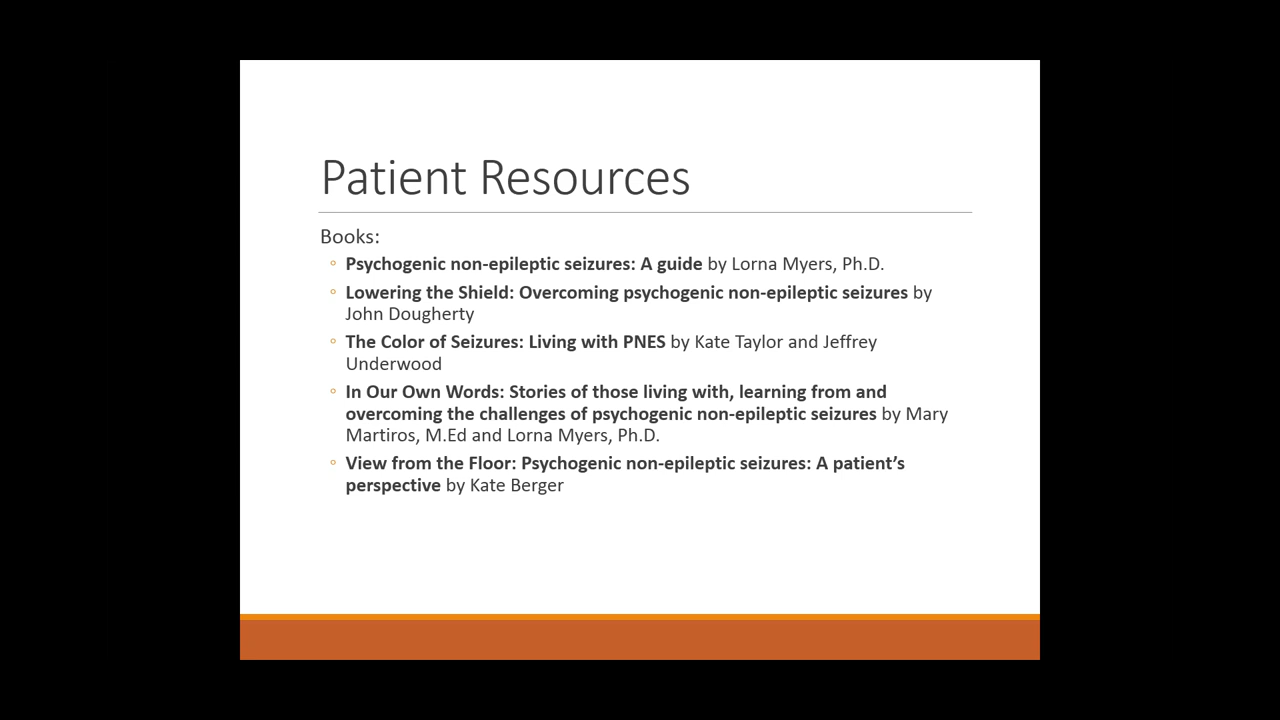 Patient Resources
Books:
◦ Psychogenic non-epileptic seizures: A guide by Lorna Myers, Ph.D.
◦ Lowering the Shield: Overcoming psychogenic non-epileptic seizures by
John Dougherty
◦ The Color of Seizures: Living with PNES by Kate Taylor and Jeffrey
Underwood
◦ In Our Own Words: Stories of those living with, learning from and
overcoming the challenges of psychogenic non-epileptic seizures by Mary
Martiros, M.Ed and Lorna Myers, Ph.D.
◦ View from the Floor: Psychogenic non-epileptic seizures: A patient’s
perspective by Kate Berger